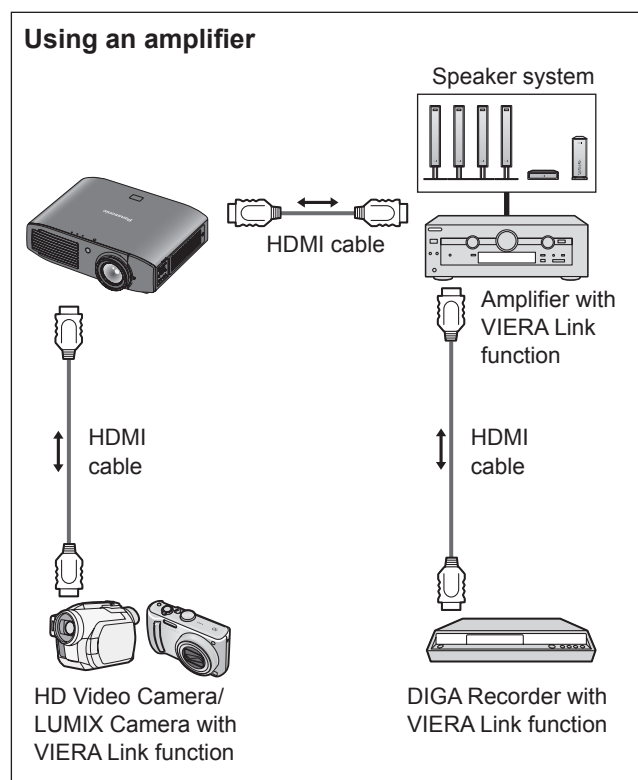 Using an amplifier
Speaker system
Panasonic
HDMI cable
Amplifier with
VIERA Link
function
HDMI
cable
HDMI
cable
HD Video Camera/
LUMIX Camera with
VIERA Link function
DIGA Recorder with
VIERA Link function